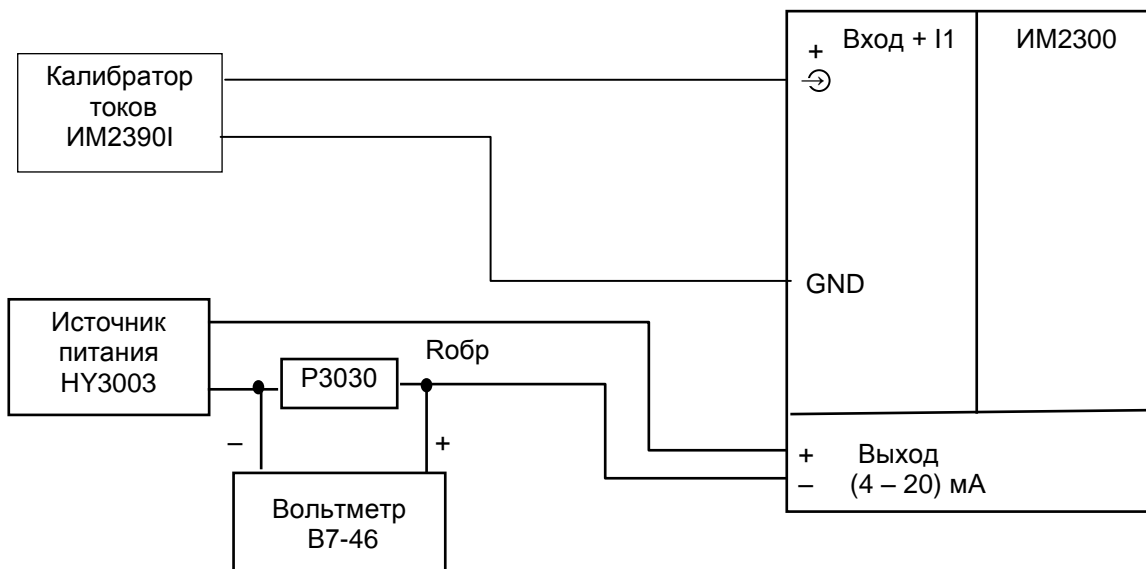 Калибратор
токов
ИМ2390I
+
Вход + I1
ИМ2300
GND
Источник
питания
HY3003
Rобр
Р3030
–
+
Вольтметр
В7-46
+ Выход
– (4 – 20) мА